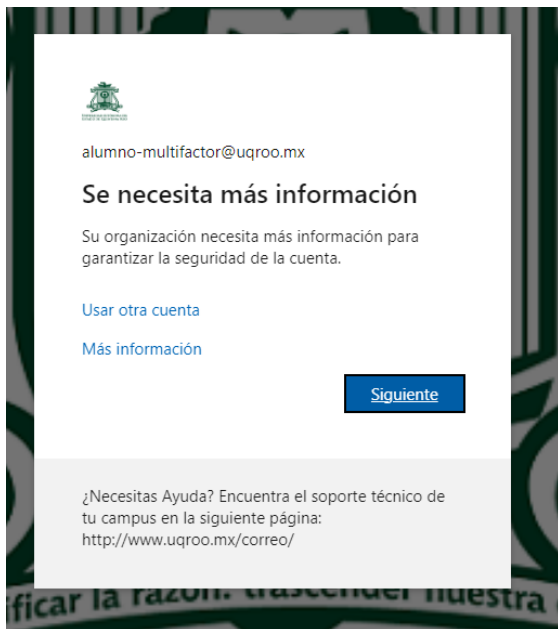 alumno-multifactor@uqroo.mx
Se necesita más información
Su organización necesita más información para
garantizar la seguridad de la cuenta.
Usar otra cuenta
Más información
Siguiente
¿Necesitas Ayuda? Encuentra el soporte técnico de
tu campus en la siguiente página:
http://www.uqroo.mx/correo/
ficar la razón: trascender nuestra